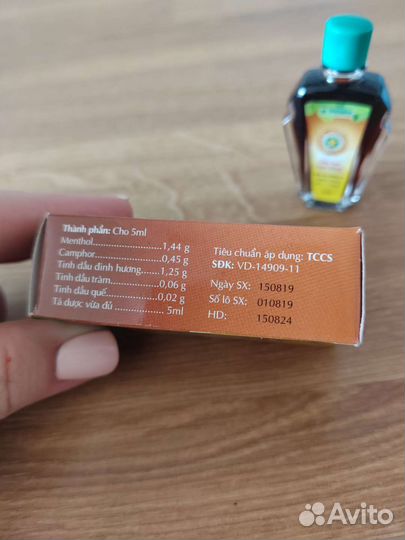 Thành phần: Cho 5ml
Menthol................1,44 g
Camphor................0,45 g
Tinh dầu đinh hương....1,25 g
Tinh dầu tràm..........0,06 g
Tinh dầu quế...........0,02 g
Tá dược vừa đủ ........ 5ml
Tiêu chuẩn áp dụng: TCCS
SĐK: VD-14909-11
Ngày SX: 150819
Số lô SX: 010819
HD: 150824
Avito